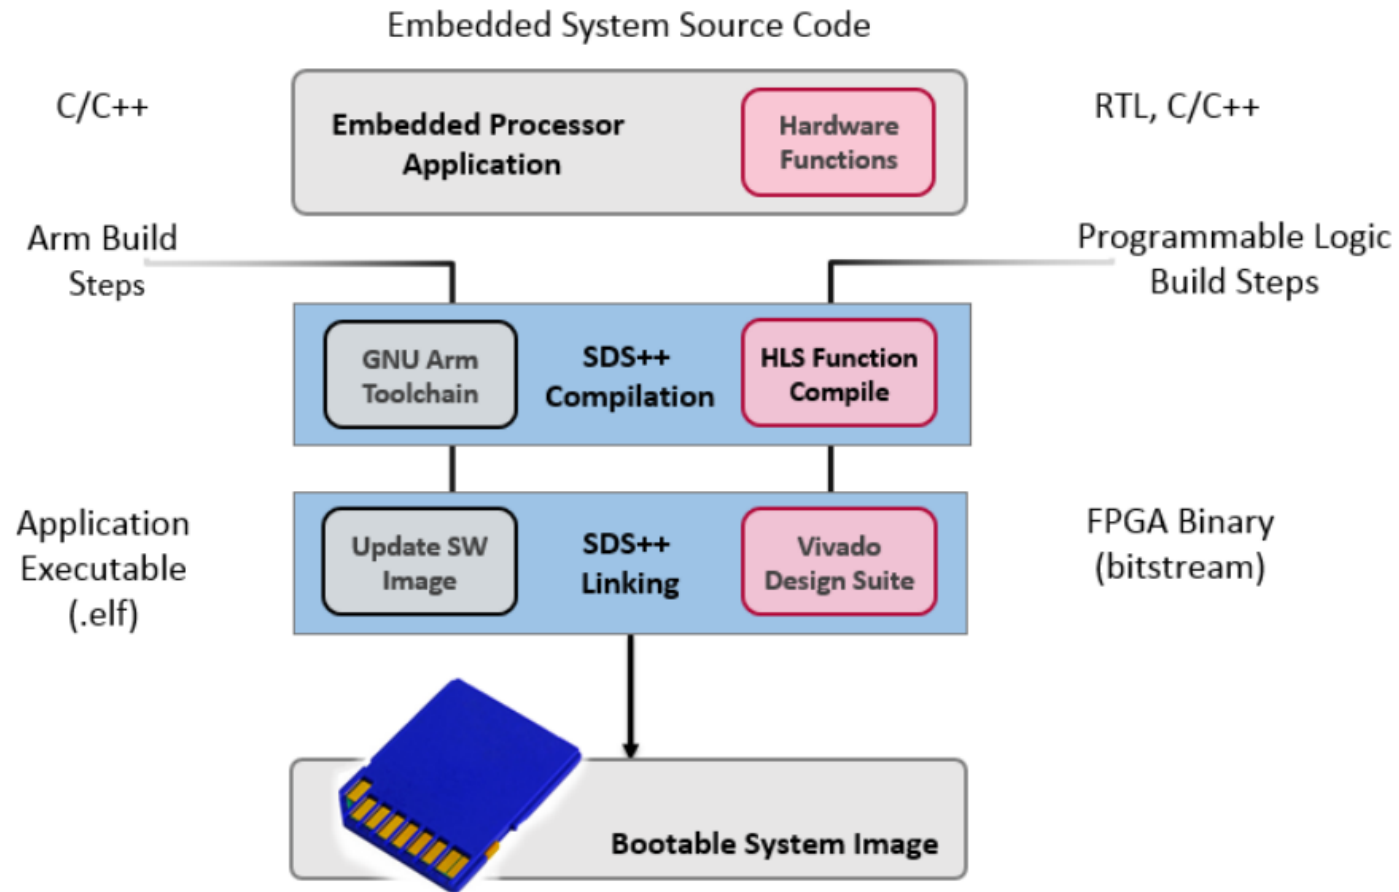 Embedded System Source Code
C/C++
Embedded Processor
Application
Hardware
Functions
RTL, C/C++
Arm Build
Steps
Programmable Logic
Build Steps
GNU Arm
Toolchain
SDS++
Compilation
HLS Function
Compile
Application
Executable
(.elf)
Update SW
Image
SDS++
Linking
Vivado
Design Suite
FPGA Binary
(bitstream)
Bootable System Image